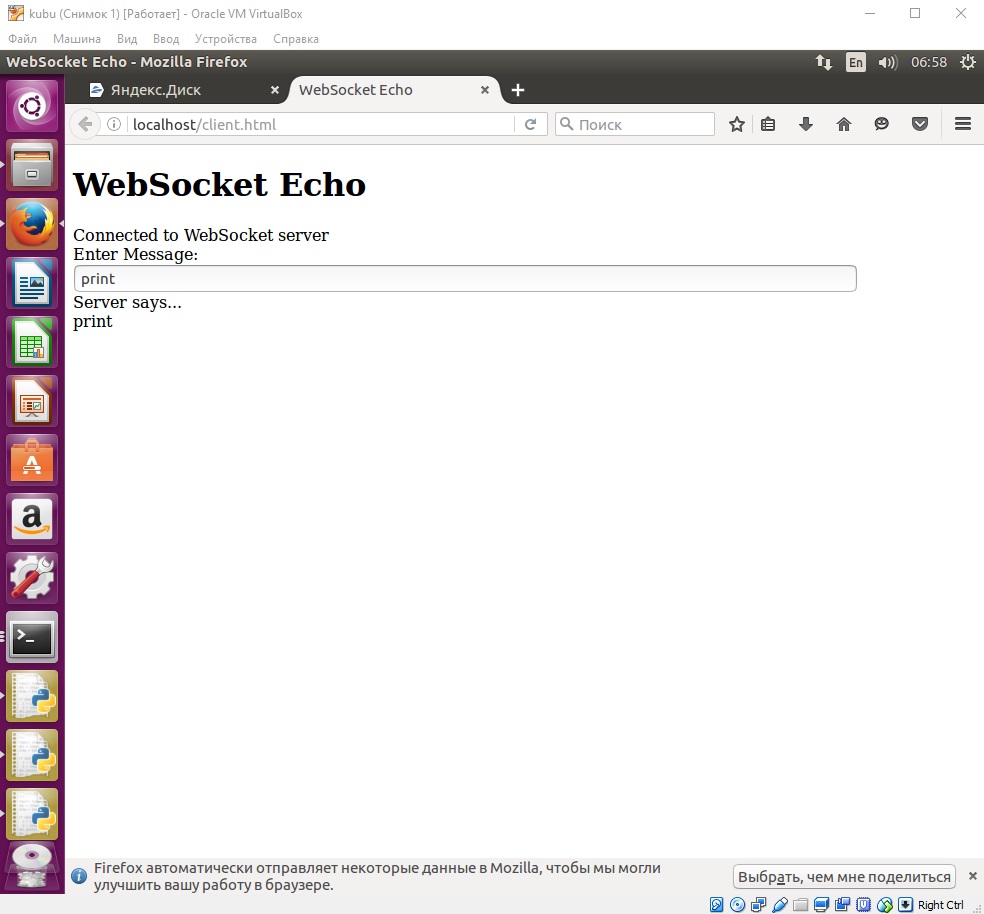 kubu (Снимок 1) [Работает] - Oracle VM VirtualBox
Файл Машина Вид Ввод Устройства Справка
WebSocket Echo - Mozilla Firefox En 06:58
Яндекс.Диск WebSocket Echo
localhost/client.html Поиск
WebSocket Echo
Connected to WebSocket server
Enter Message:
print
Server says...
print
Firefox автоматически отправляет некоторые данные в Mozilla, чтобы мы могли
улучшить вашу работу в браузере.
Выбрать, чем мне поделиться
Right Ctrl